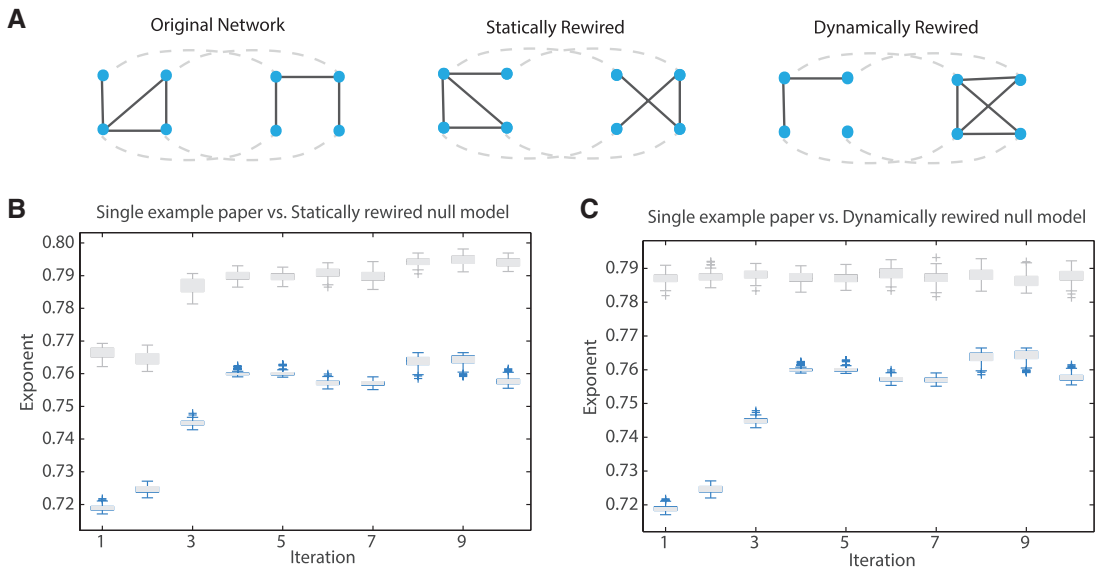 A
Original Network
Statically Rewired
Dynamically Rewired
B
Single example paper vs. Statically rewired null model
0.80
0.79
0.78
0.77
0.76
0.75
0.74
0.73
0.72
Exponent
1
3
5
7
9
Iteration
C
Single example paper vs. Dynamically rewired null model
0.79
0.78
0.77
0.76
0.75
0.74
0.73
0.72
Exponent
1
3
5
7
9
Iteration